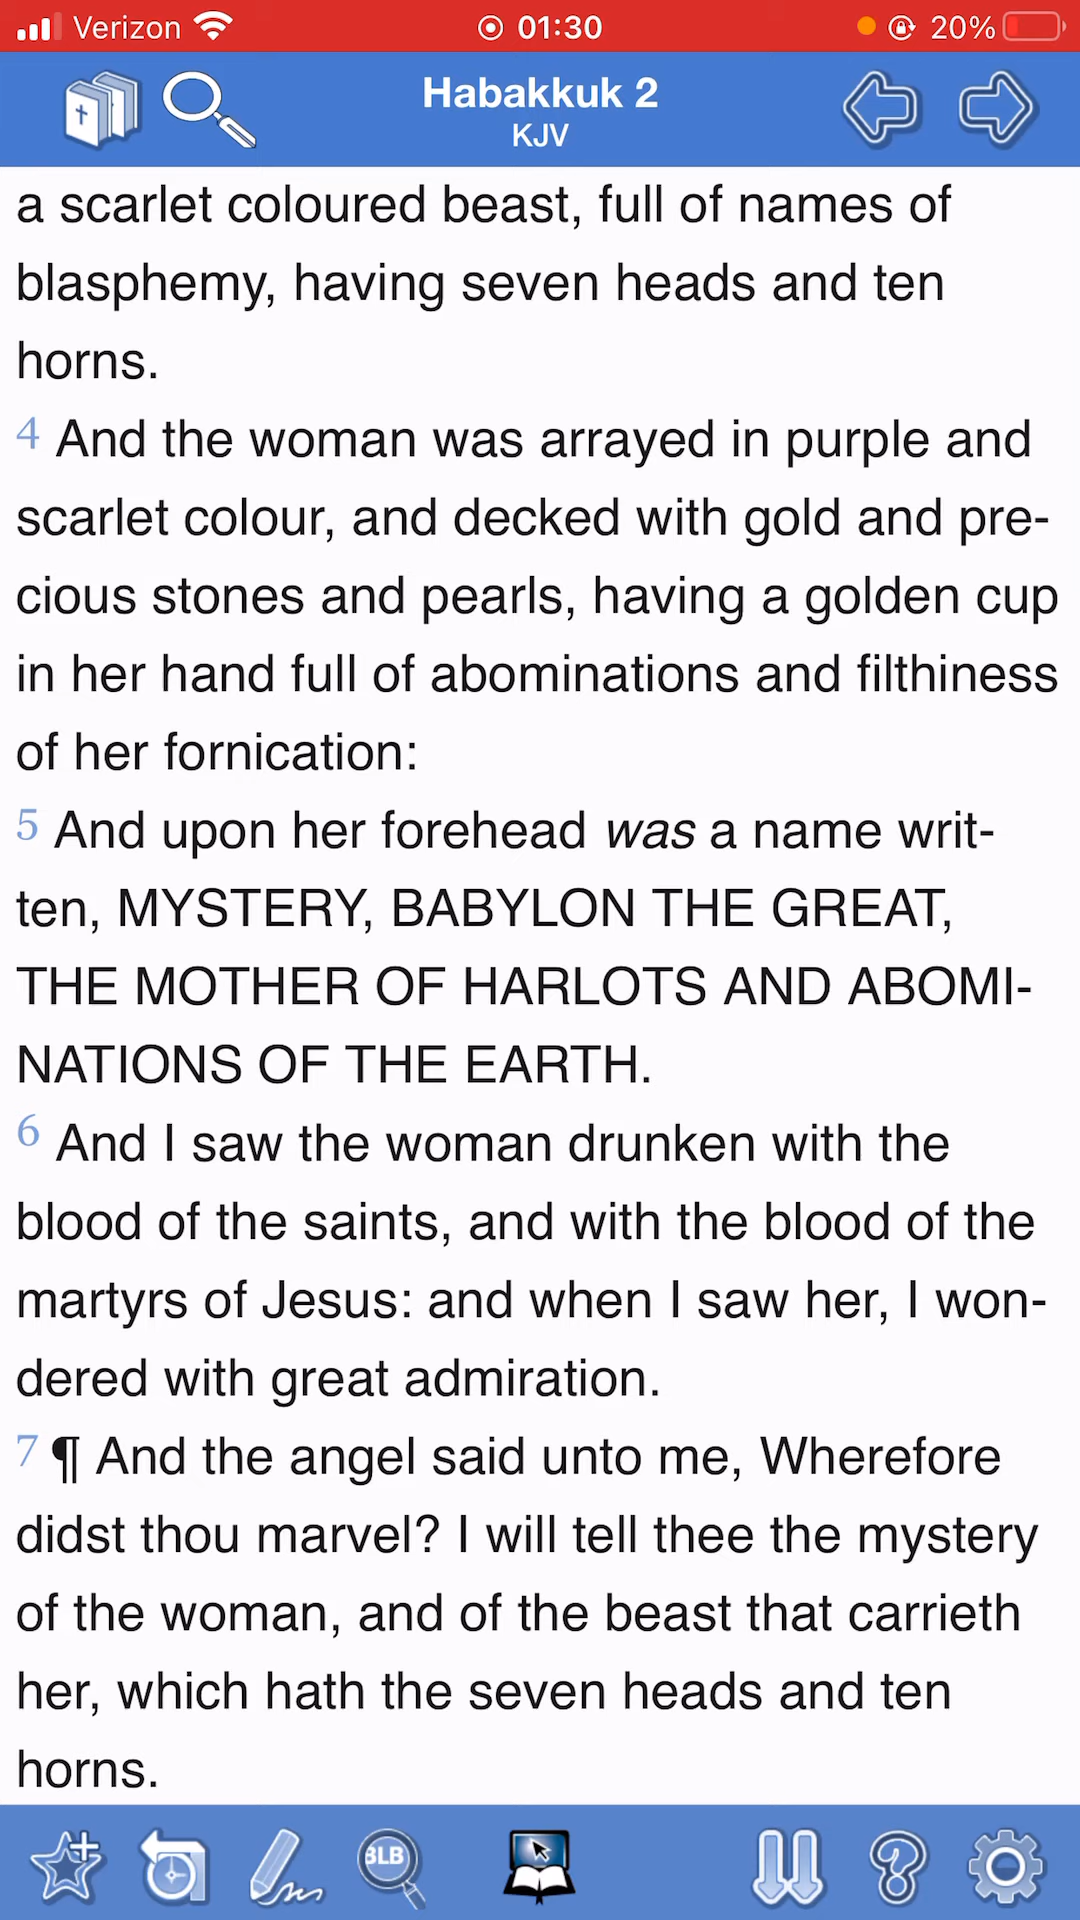 Verizon 01:30 20%
Habakkuk 2
KJV
a scarlet coloured beast, full of names of
blasphemy, having seven heads and ten
horns.
4 And the woman was arrayed in purple and
scarlet colour, and decked with gold and pre-
cious stones and pearls, having a golden cup
in her hand full of abominations and filthiness
of her fornication:
5 And upon her forehead was a name writ-
ten, MYSTERY, BABYLON THE GREAT,
THE MOTHER OF HARLOTS AND ABOMI-
NATIONS OF THE EARTH.
6 And I saw the woman drunken with the
blood of the saints, and with the blood of the
martyrs of Jesus: and when I saw her, I won-
dered with great admiration.
7 ¶ And the angel said unto me, Wherefore
didst thou marvel? I will tell thee the mystery
of the woman, and of the beast that carrieth
her, which hath the seven heads and ten
horns.
BLB